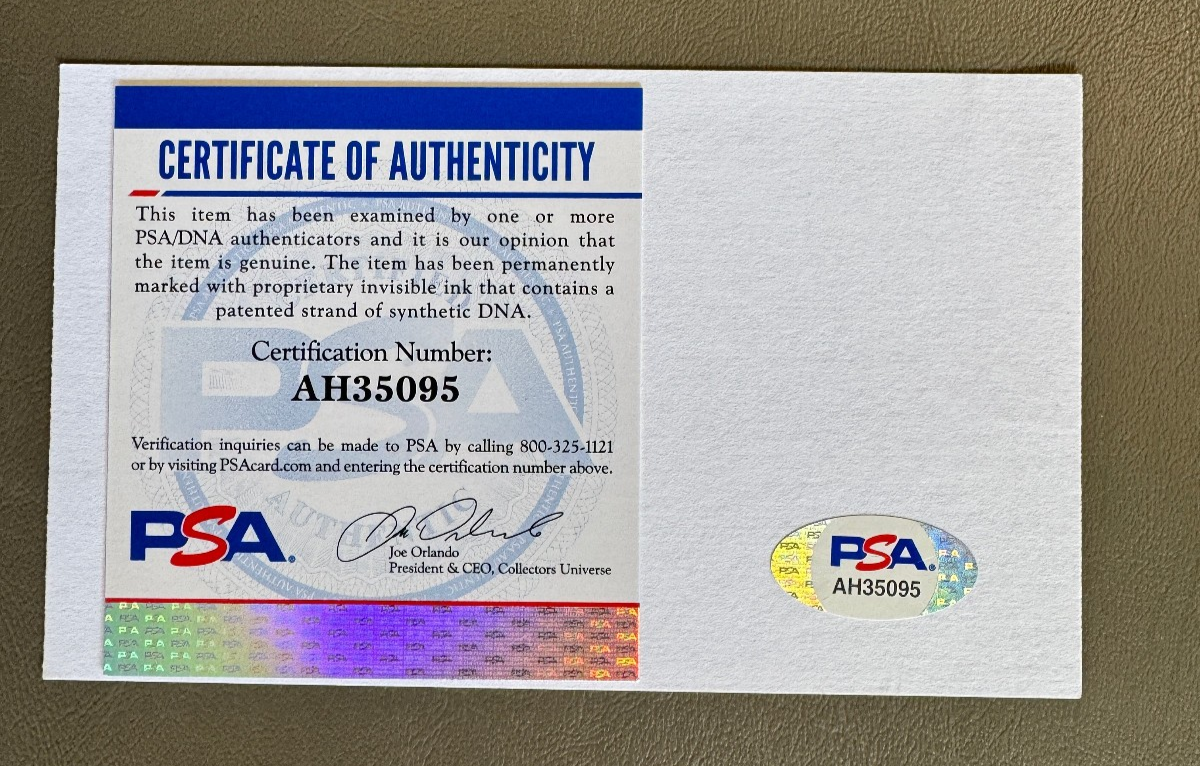 CERTIFICATE OF AUTHENTICITY
This item has been examined by one or more
PSA/DNA authenticators and it is our opinion that
the item is genuine. The item has been permanently
marked with proprietary invisible ink that contains a
patented strand of synthetic DNA.
Certification Number:
AH35095
Verification inquiries can be made to PSA by calling 800-325-1121
or by visiting PSAcard.com and entering the certification number above.
PSA®
Joe Orlando
President & CEO, Collectors Universe
PSA®
AH35095